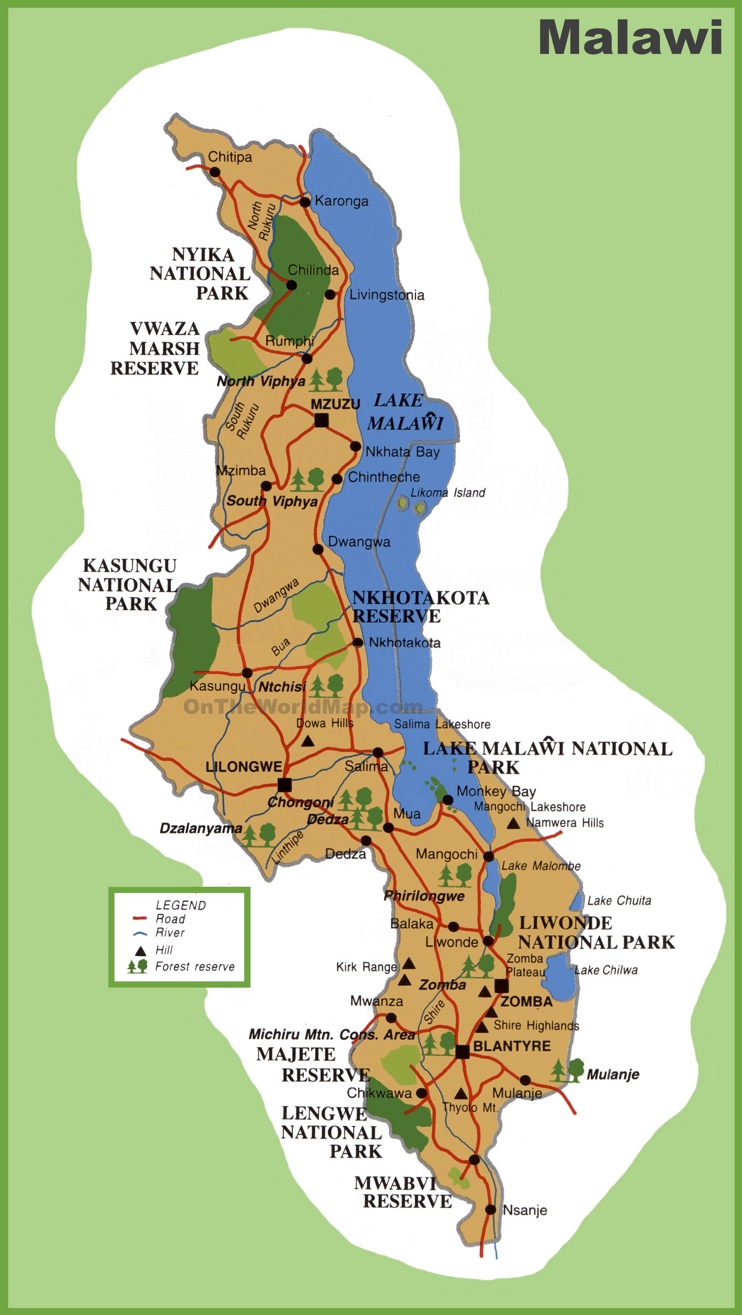 Malawi
Chitipa
Karonga
North
Rukuru
NYIKA
NATIONAL
PARK
Chilinda
Livingstonia
VWAZA
MARSH
RESERVE
Rumphi
North Viphya
MZUZU
LAKE
MALAŴI
South
Rukuru
Nkhata Bay
Mzimba
Chintheche
South Viphya
Likoma Island
Dwangwa
KASUNGU
NATIONAL
PARK
Dwangwa
NKHOTAKOTA
RESERVE
Bua
Nkhotakota
Kasungu
Ntchisi
OnTheWorldMap.com
Dowa Hills
Salima Lakeshore
LAKE MALAŴI NATIONAL
PARK
LILONGWE
Salima
Monkey Bay
Chongoni
Mangochi Lakeshore
Dedza
Mua
Namwera Hills
Dzalanyama
Linthipe
Dedza
Mangochi
Lake Malombe
Phirilongwe
Lake Chuita
LEGEND
Road
River
Hill
Forest reserve
Balaka
LIWONDE
NATIONAL PARK
Liwonde
Kirk Range
Zomba
Plateau
Lake Chilwa
Zomba
ZOMBA
Mwanza
Shire
Shire Highlands
Michiru Mtn. Cons. Area
BLANTYRE
MAJETE
RESERVE
Mulanje
Chikwawa
Mulanje
Thyolo Mt.
LENGWE
NATIONAL
PARK
MWABVI
RESERVE
Nsanje